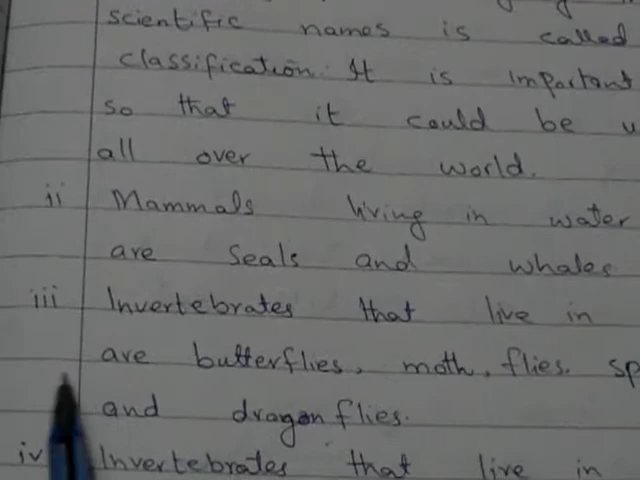 scientific names is called
classification. It is important
so that it could be
all over the world.
ii Mammals living in water
are seals and whales
iii Invertebrates that live in
are butterflies, moth, flies.
and dragonflies.
iv Invertebrates that live in